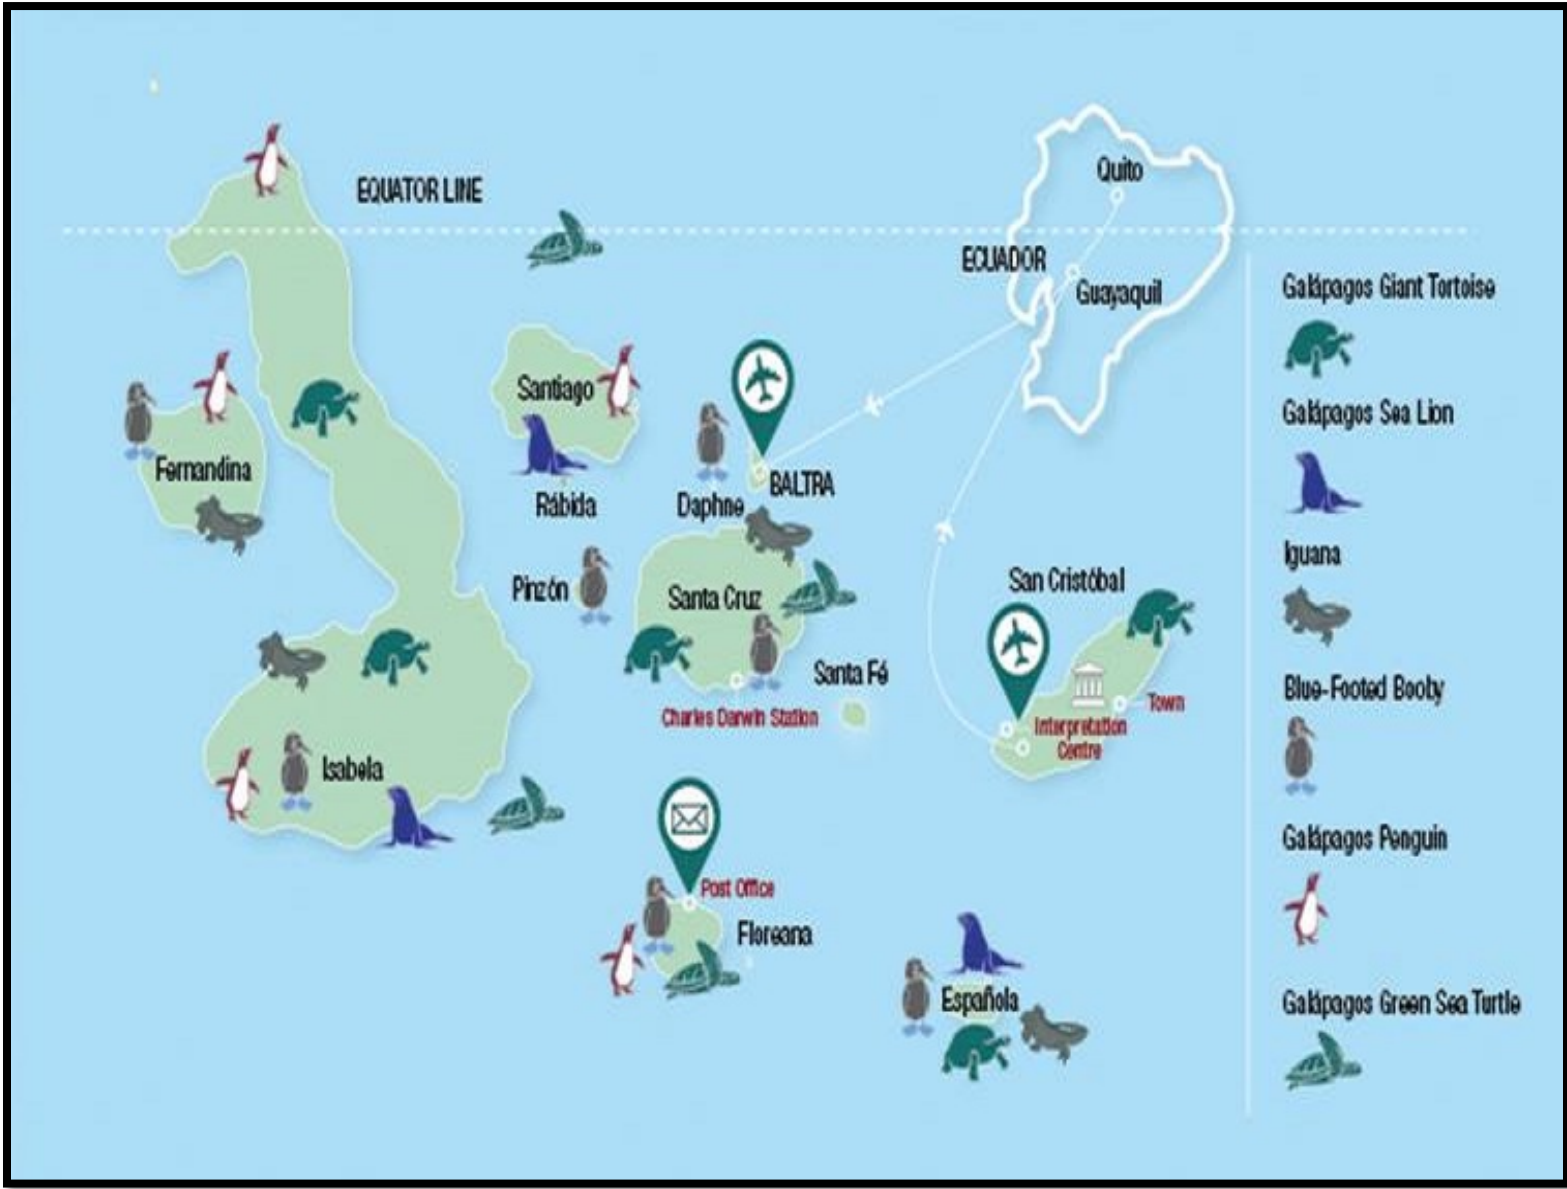 EQUATOR LINE
Quito
ECUADOR
Guayaquil
Santiago
Fernandina
Rábida
Daphne
BALTRA
Pinzón
Santa Cruz
San Cristóbal
Santa Fé
Charles Darwin Station
Town
Interpretation
Centre
Isabela
Post Office
Floreana
Española
Galápagos Giant Tortoise
Galápagos Sea Lion
Iguana
Blue-Footed Booby
Galápagos Penguin
Galápagos Green Sea Turtle